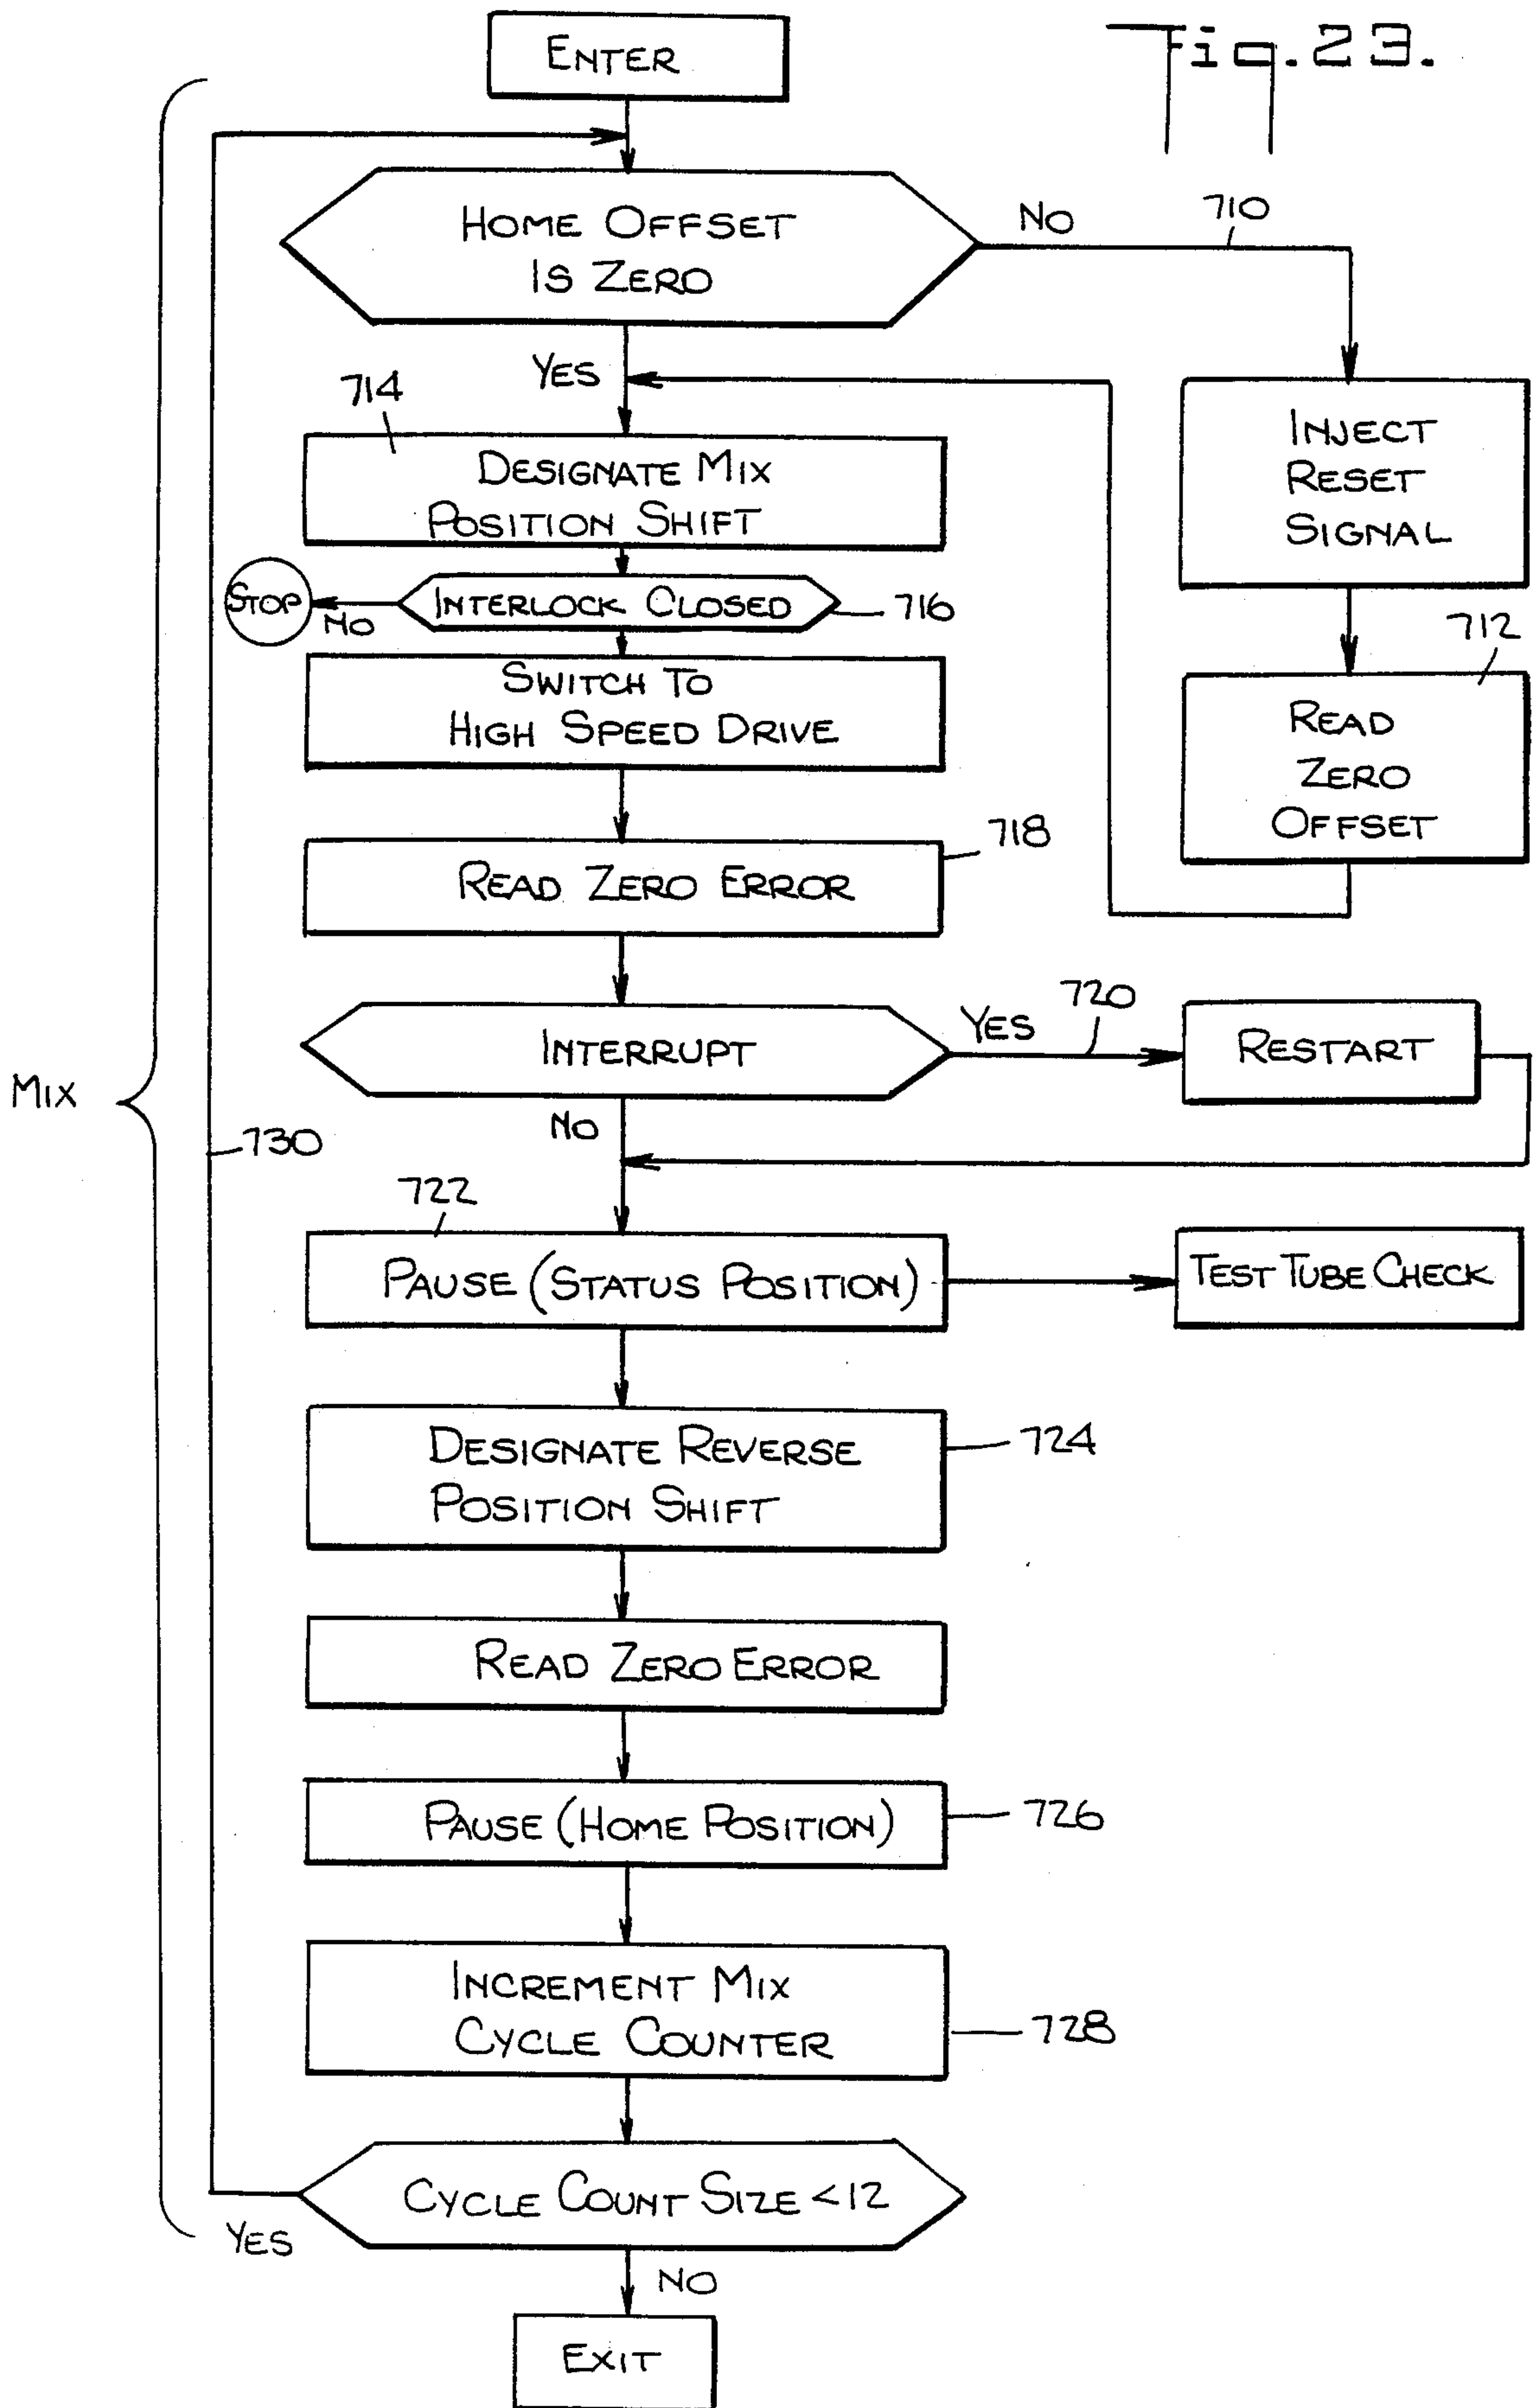 Fig. 23.
ENTER
HOME OFFSET
IS ZERO
NO
710
YES
714
DESIGNATE MIX
POSITION SHIFT
INJECT
RESET
SIGNAL
STOP
NO
INTERLOCK CLOSED
716
SWITCH TO
HIGH SPEED DRIVE
712
READ
ZERO
OFFSET
718
READ ZERO ERROR
INTERRUPT
YES
720
RESTART
NO
MIX
730
722
PAUSE (STATUS POSITION)
TEST TUBE CHECK
DESIGNATE REVERSE
POSITION SHIFT
724
READ ZERO ERROR
PAUSE (HOME POSITION)
726
INCREMENT MIX
CYCLE COUNTER
728
CYCLE COUNT SIZE <12
YES
NO
EXIT